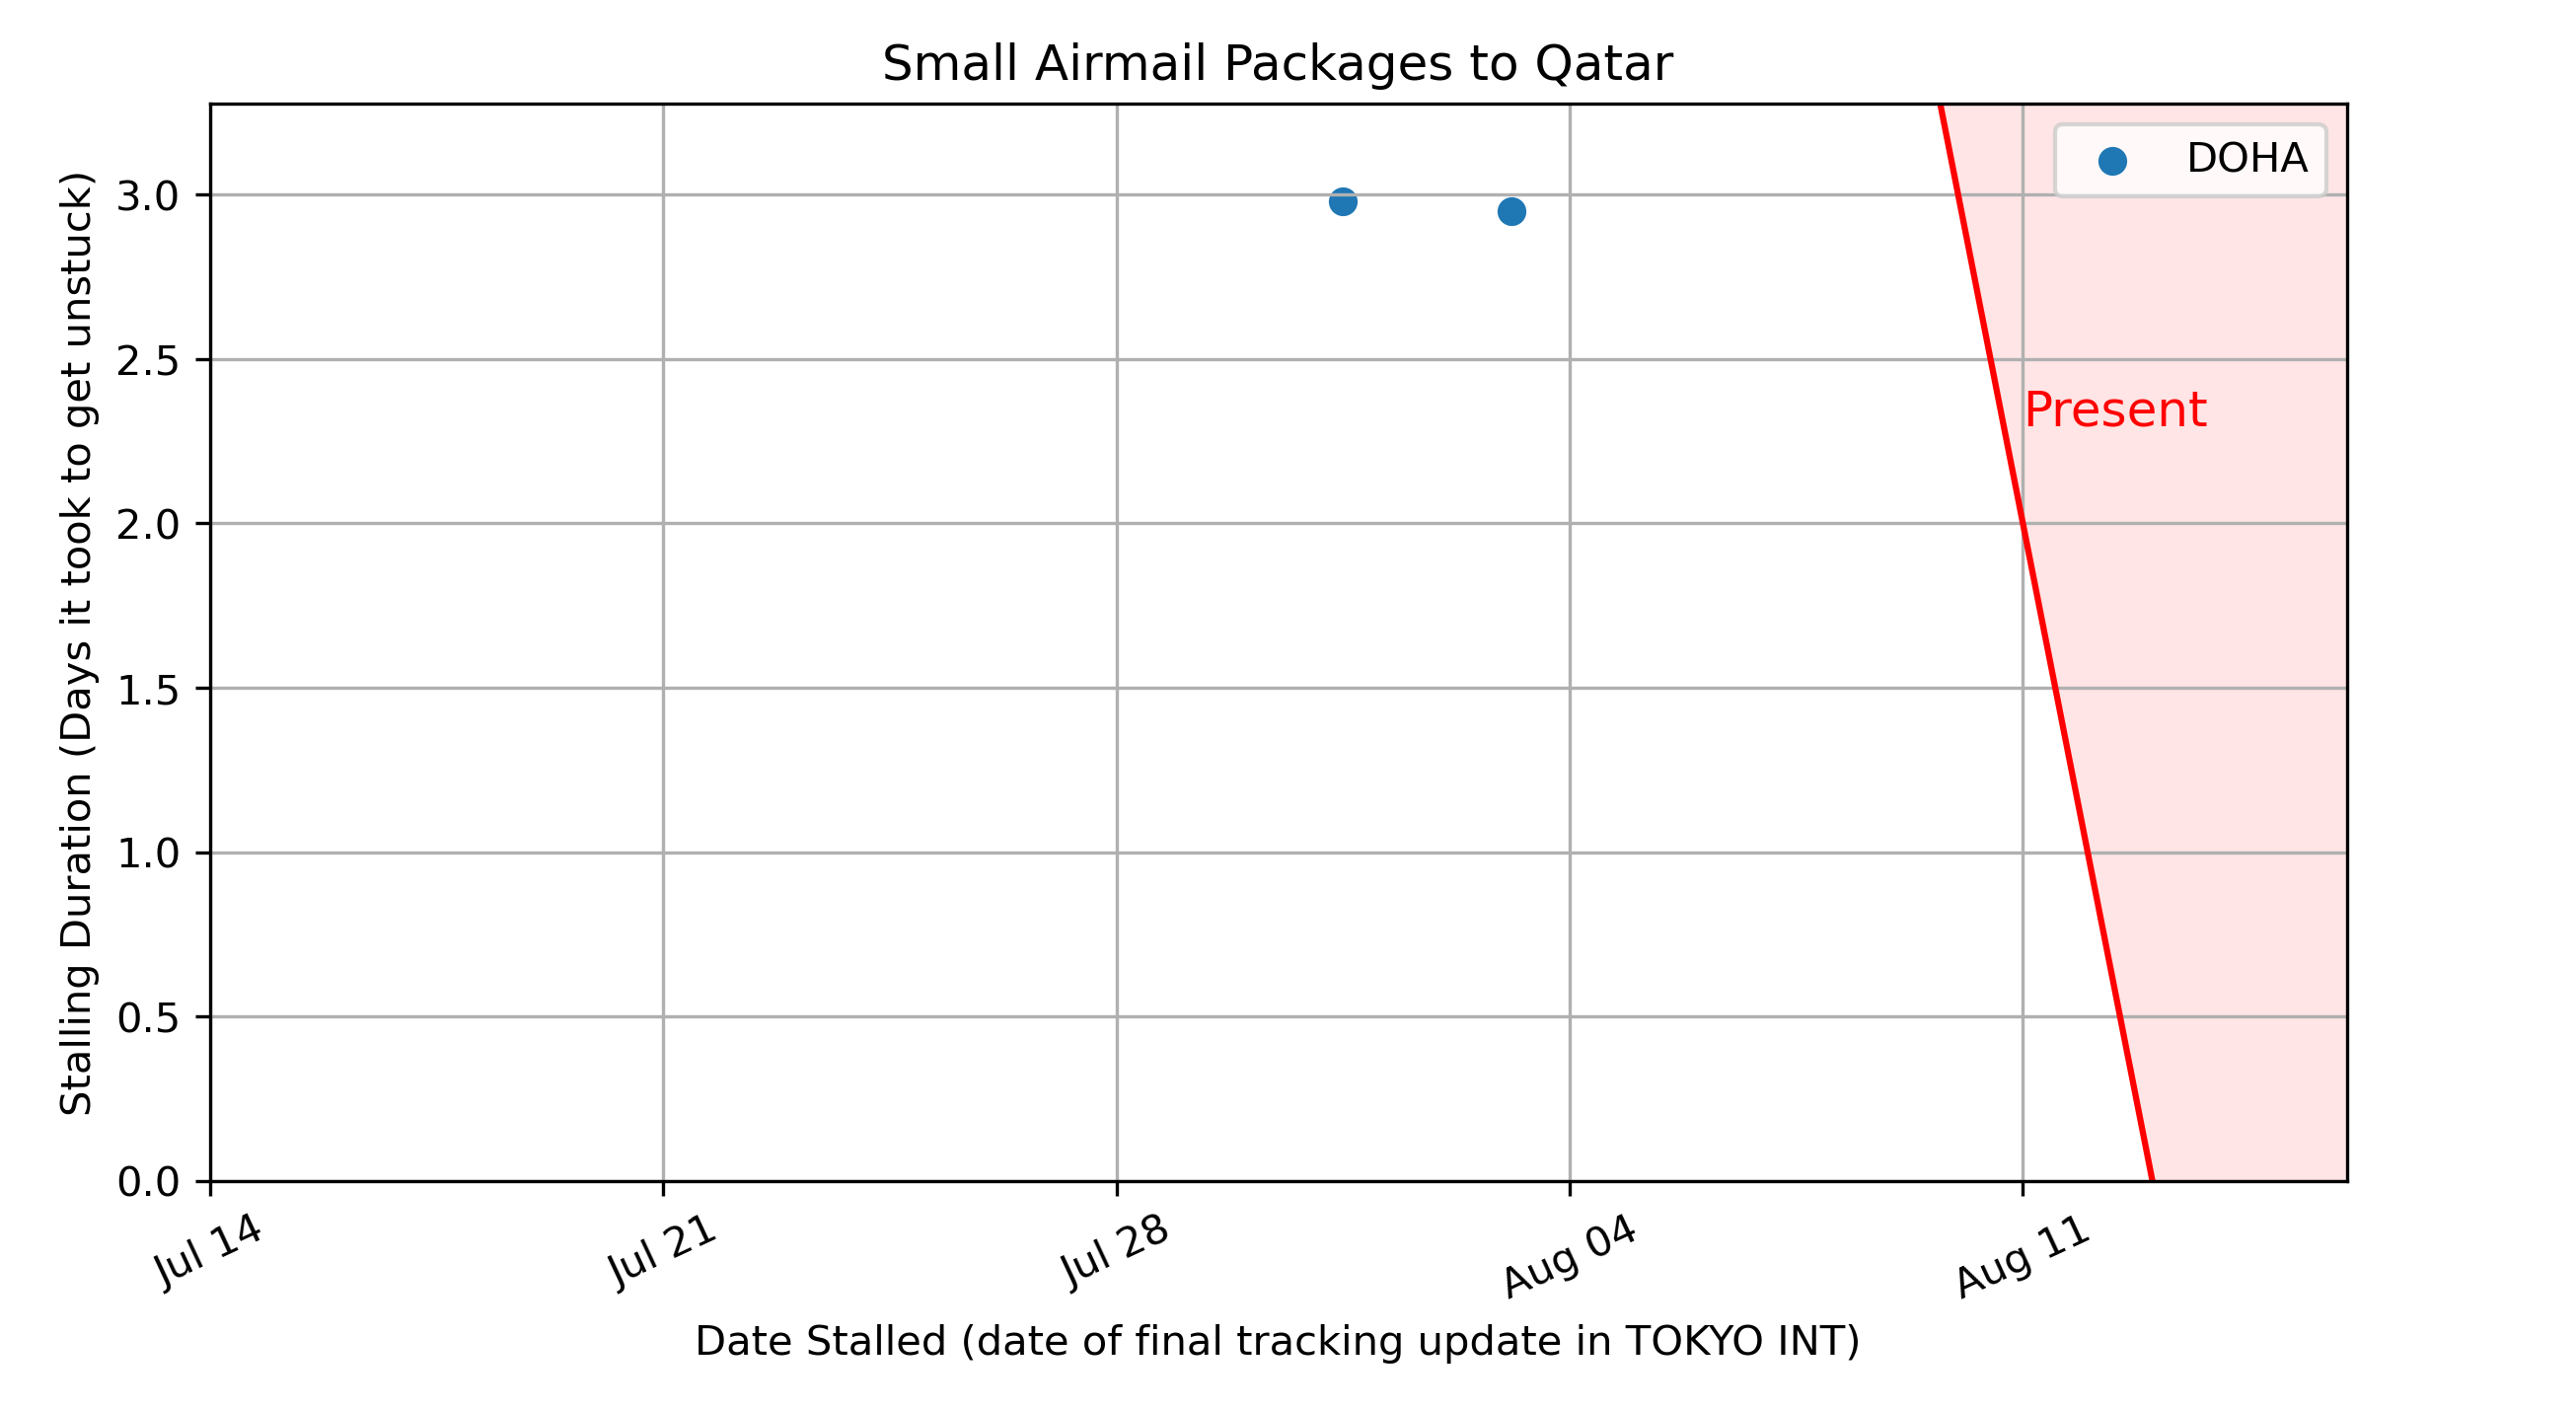 Small Airmail Packages to Qatar
DOHA
Present
Stalling Duration (Days it took to get unstuck)
3.0
2.5
2.0
1.5
1.0
0.5
0.0
Jul 14
Jul 21
Jul 28
Aug 04
Aug 11
Date Stalled (date of final tracking update in TOKYO INT)